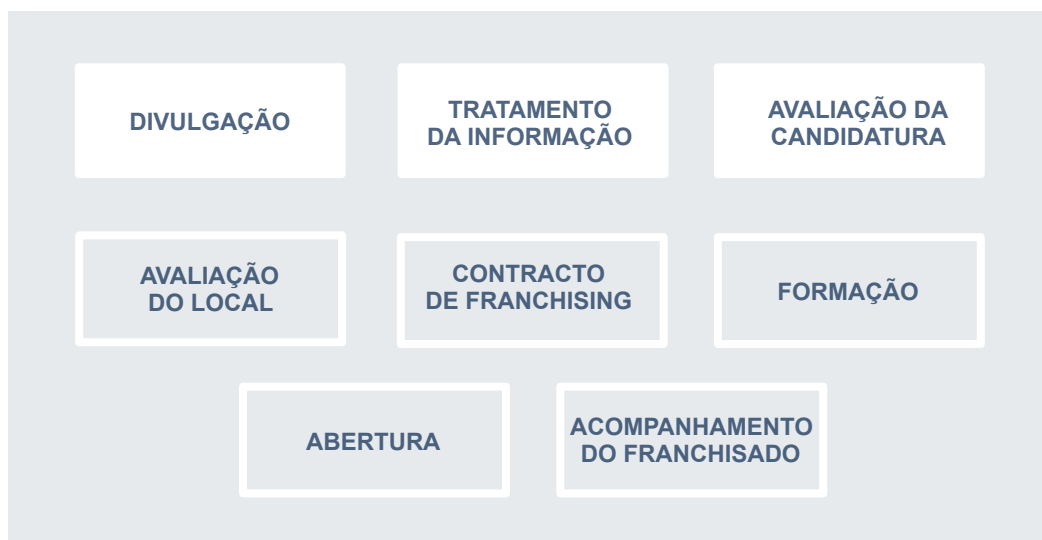 DIVULGAÇÃO
TRATAMENTO
DA INFORMAÇÃO
AVALIAÇÃO DA
CANDIDATURA
AVALIAÇÃO
DO LOCAL
CONTRACTO
DE FRANCHISING
FORMAÇÃO
ABERTURA
ACOMPANHAMENTO
DO FRANCHISADO